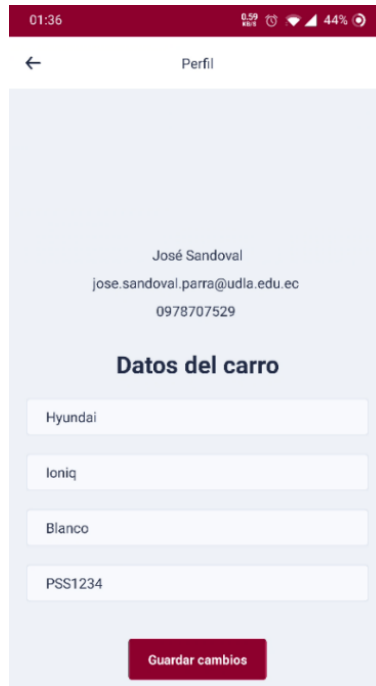 01:36
0.59
KB/S
44%
Perfil
José Sandoval
jose.sandoval.parra@udla.edu.ec
0978707529
Datos del carro
Hyundai
Ioniq
Blanco
PSS1234
Guardar cambios